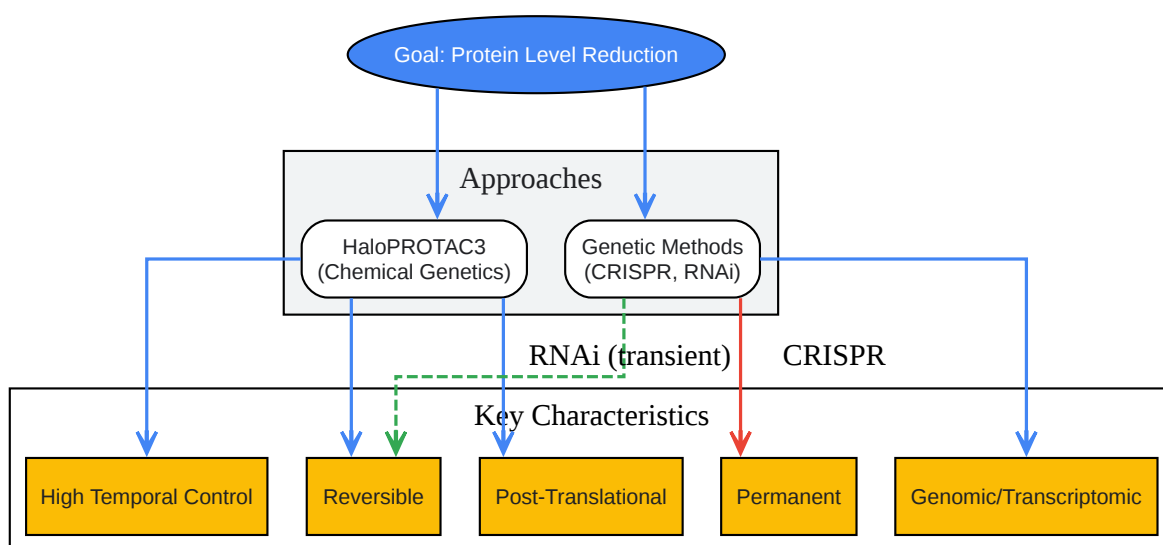 Goal: Protein Level Reduction
Approaches
HaloPROTAC3
(Chemical Genetics)
Genetic Methods
(CRISPR, RNAi)
RNAi (transient)
CRISPR
Key Characteristics
High Temporal Control
Reversible
Post-Translational
Permanent
Genomic/Transcriptomic